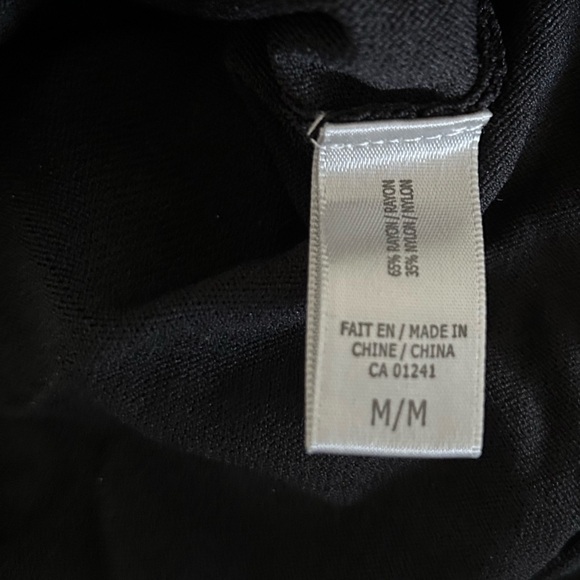 65% RAYON / RAYON
35% NYLON / NYLON
FAIT EN / MADE IN
CHINE / CHINA
CA 01241
M/M